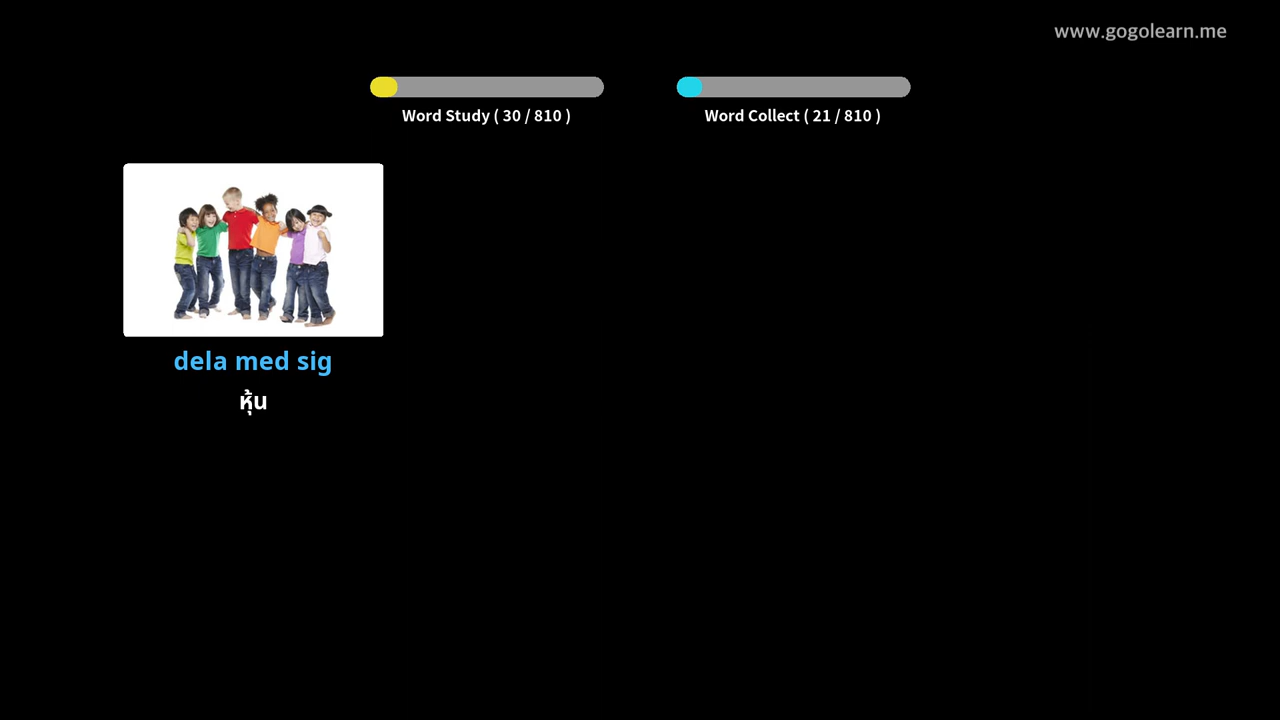 www.gogolearn.me
Word Study ( 30 / 810 )
Word Collect ( 21 / 810 )
dela med sig
หุ้น